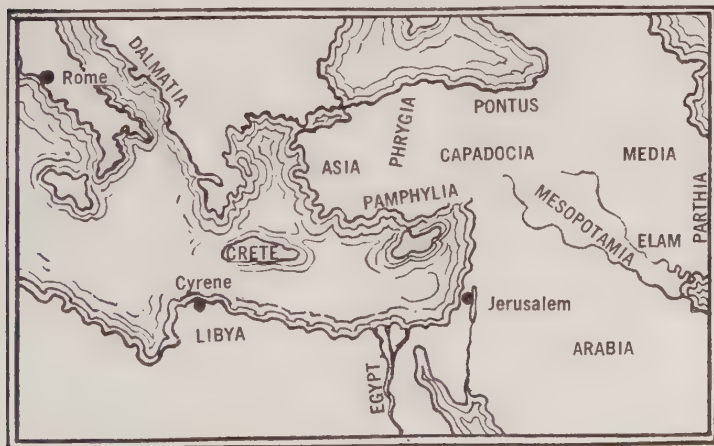 Rome
DALMATIA
PONTUS
PHRYGIA
ASIA
CAPADOCIA
MEDIA
PAMPHYLIA
MESOPOTAMIA
PARTHIA
ELAM
CRETE
Cyrene
Jerusalem
LIBYA
ARABIA
EGYPT